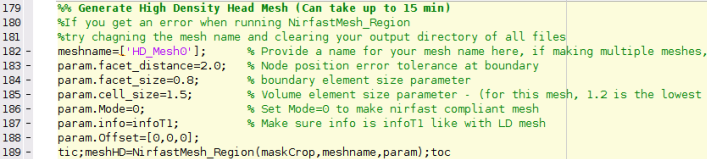 179 %% Generate High Density Head Mesh (Can take up to 15 min)
180 %If you get an error when running NirfastMesh_Region
181 %try chagning the mesh name and clearing your output directory of all files
182 - meshname=['HD_Mesh0']; % Provide a name for your mesh name here, if making multiple meshes,
183 - param.facet_distance=2.0; % Node position error tolerance at boundary
184 - param.facet_size=0.8; % boundary element size parameter
185 - param.cell_size=1.5; % Volume element size parameter - (for this mesh, 1.2 is the lowest
186 - param.Mode=0; % Set Mode=0 to make nirfast compliant mesh
187 - param.info=infoT1; % Make sure info is infoT1 like with LD mesh
188 - param.Offset=[0,0,0];
189 - tic;meshHD=NirfastMesh_Region(maskCrop,meshname,param);toc